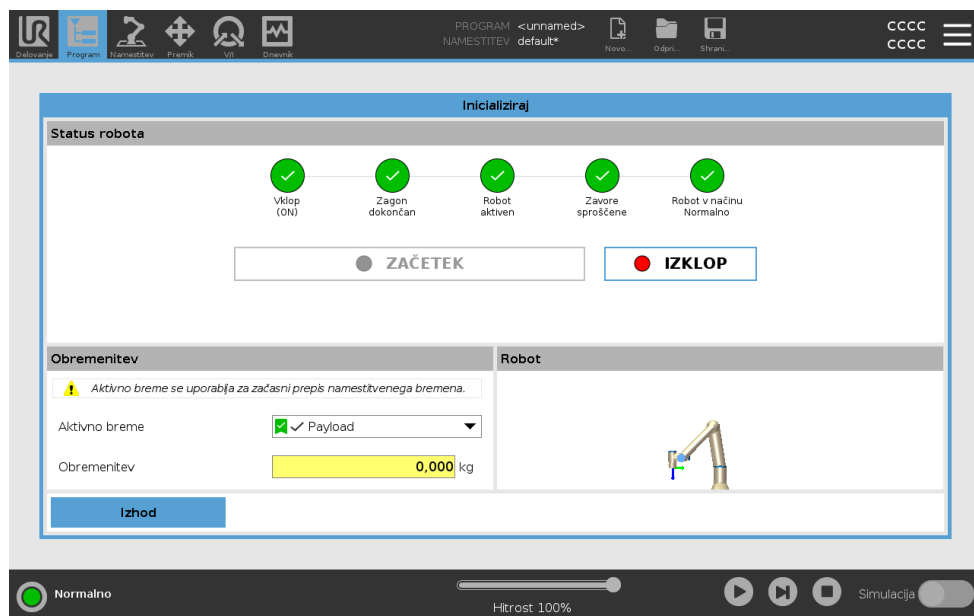 UR
PROGRAM <unnamed>
NAMESTITEV default*
CCCC
CCCC
Delovanje Program Namestitev Premik V/I Dnevnik
Novo... Odpri... Shrani...
Inicializiraj
Status robota
Vklop
(ON)
Zagon
dokončan
Robot
aktiven
Zavore
sproščene
Robot v načinu
Normalno
ZAČETEK
IZKLOP
Obremenitev
Robot
Aktivno breme se uporablja za začasni prepis namestitvenega bremena.
Aktivno breme
Payload
Obremenitev
0,000 kg
Izhod
Normalno
Hitrost 100%
Simulacija